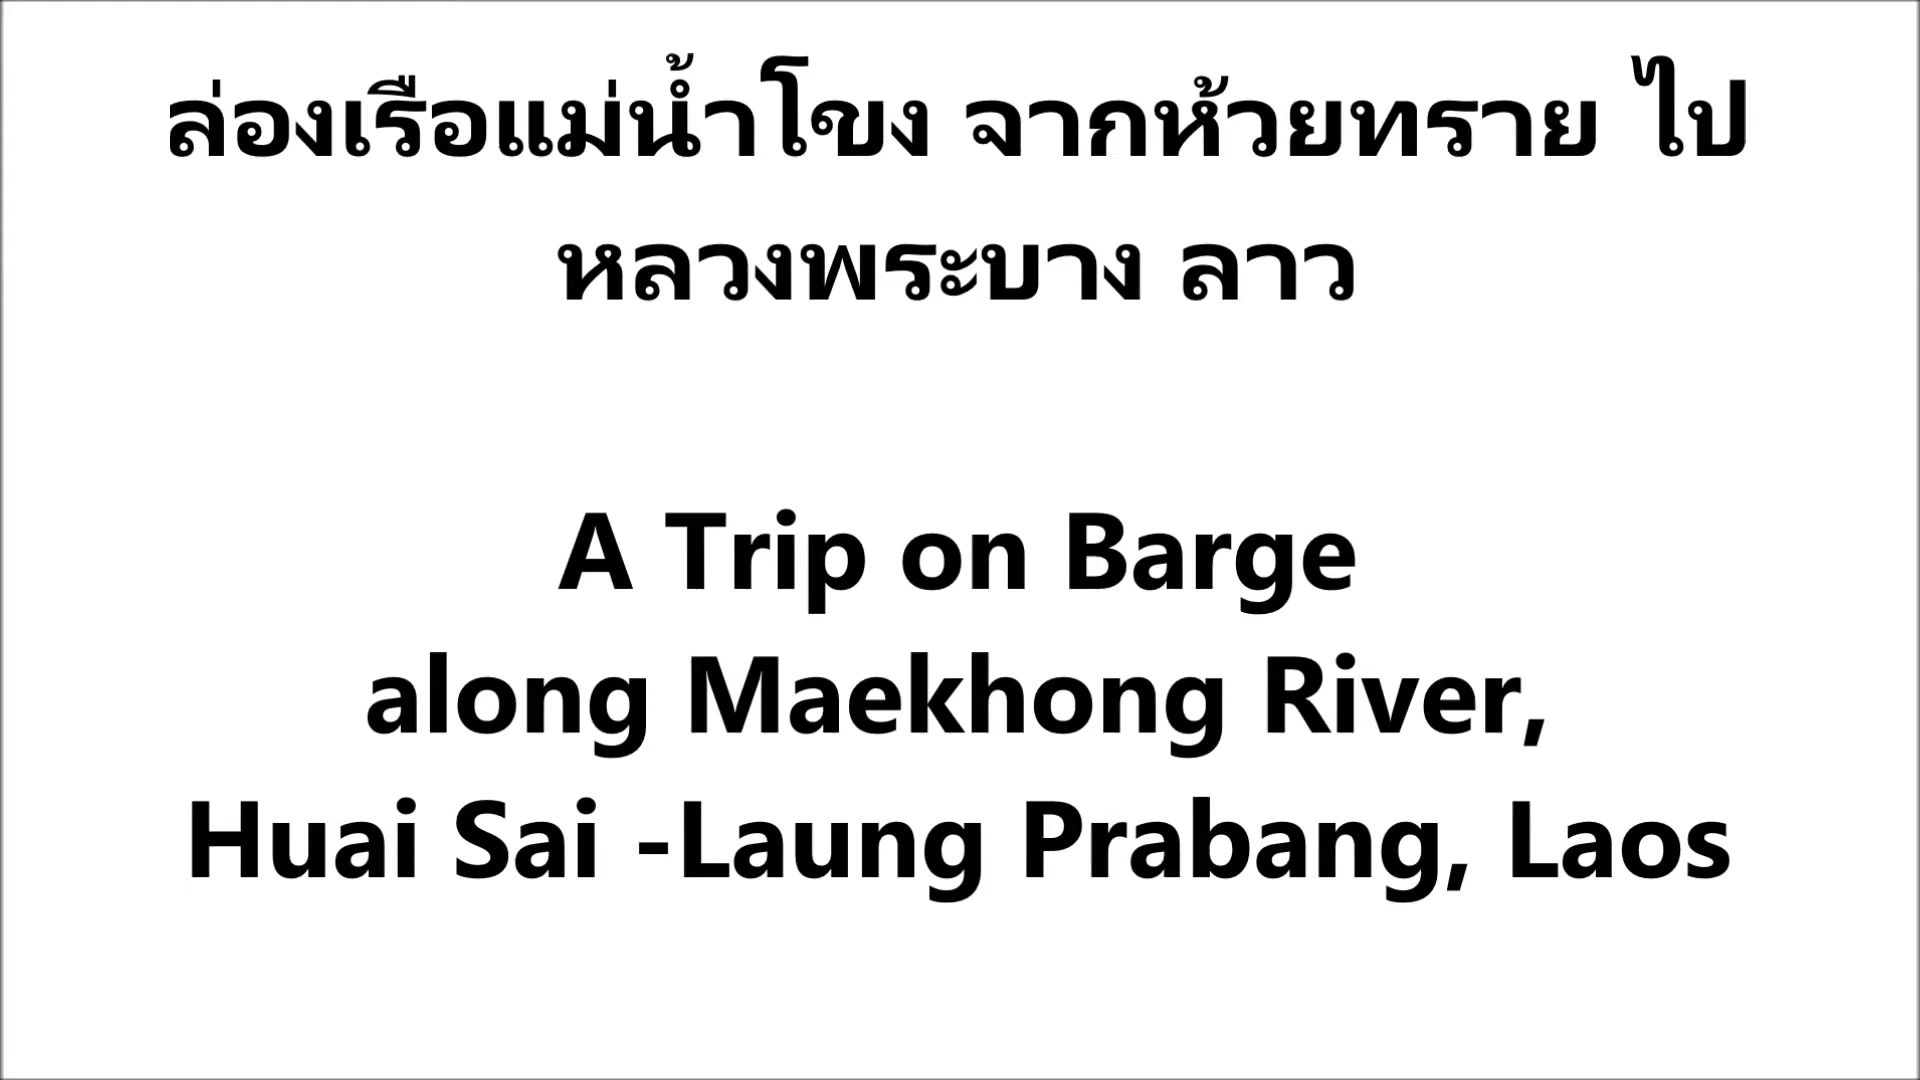 ล่องเรือแม่น้ำโขง จากห้วยทราย ไป
หลวงพระบาง ลาว
A Trip on Barge
along Maekhong River,
Huai Sai -Laung Prabang, Laos